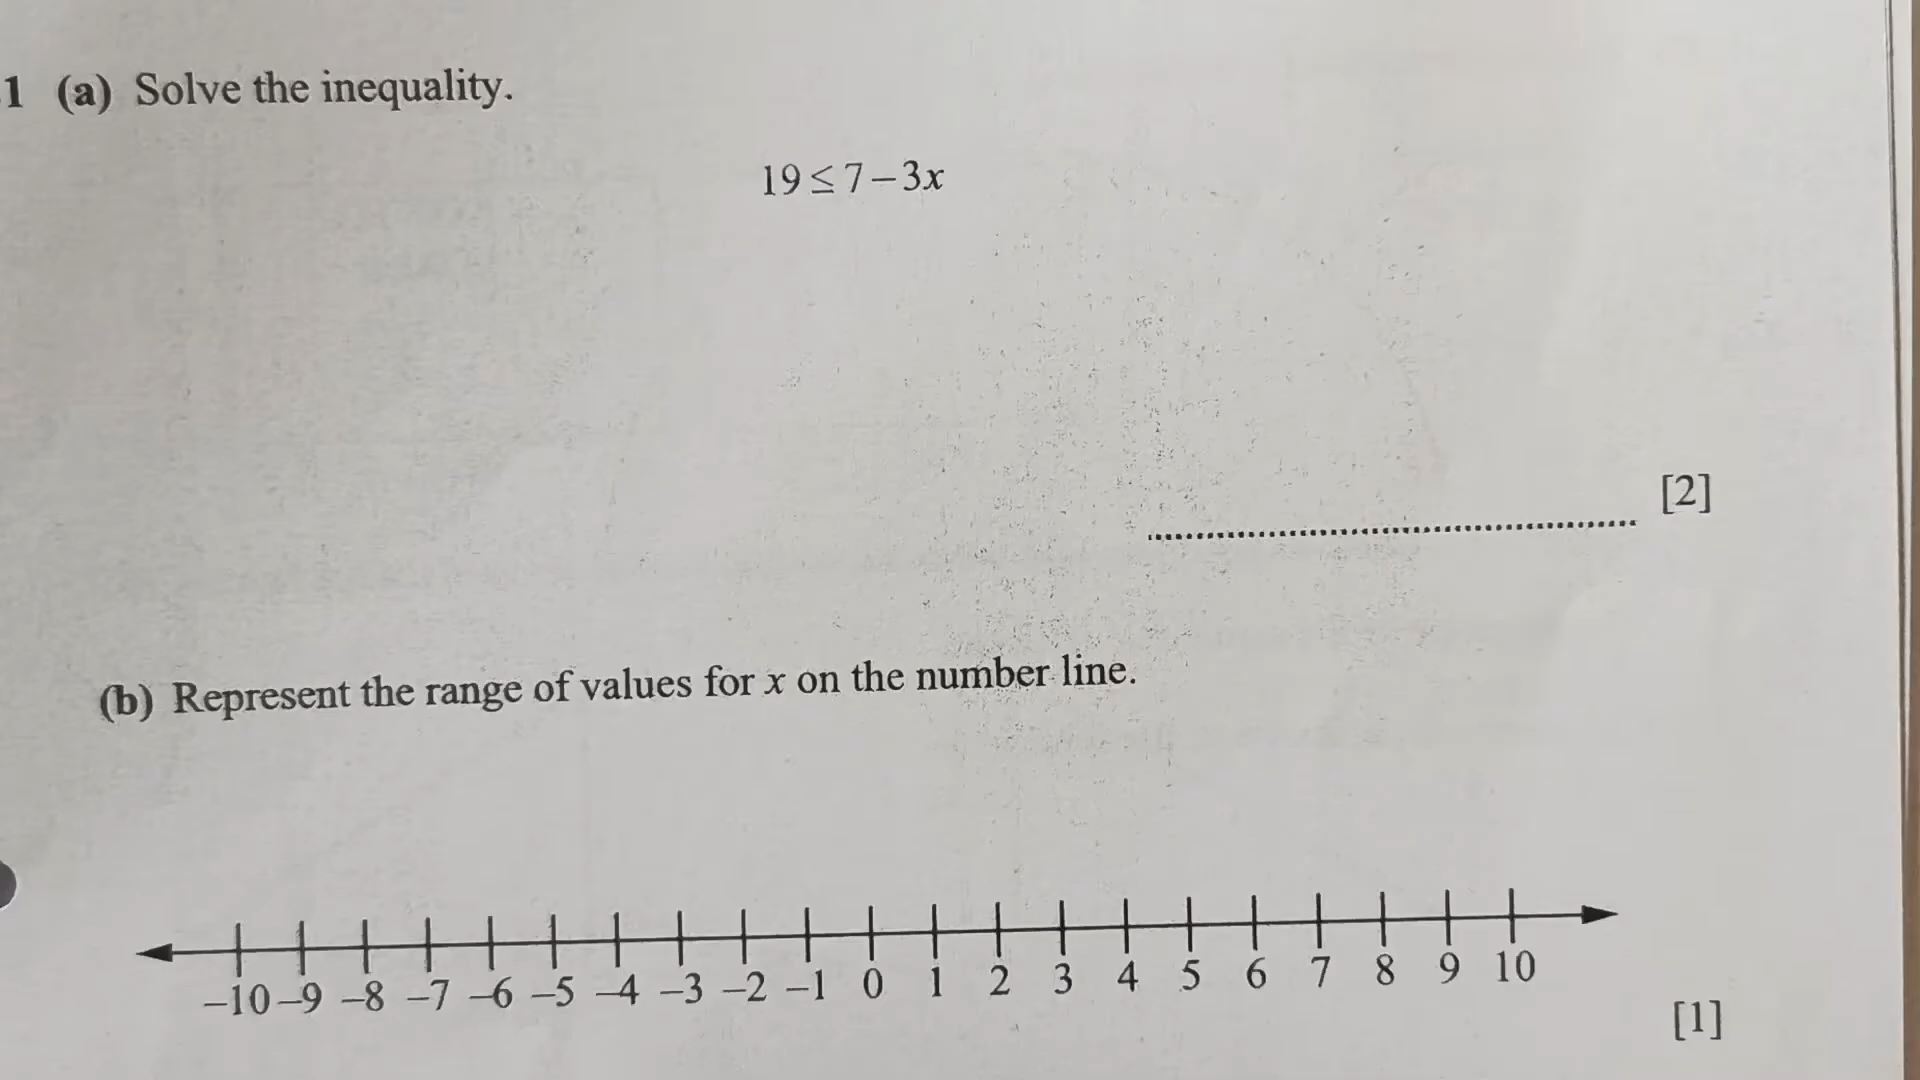 1 (a) Solve the inequality.
19 ≤ 7 – 3x
[2]
(b) Represent the range of values for x on the number line.
–10 –9 –8 –7 –6 –5 –4 –3 –2 –1 0 1 2 3 4 5 6 7 8 9 10
[1]